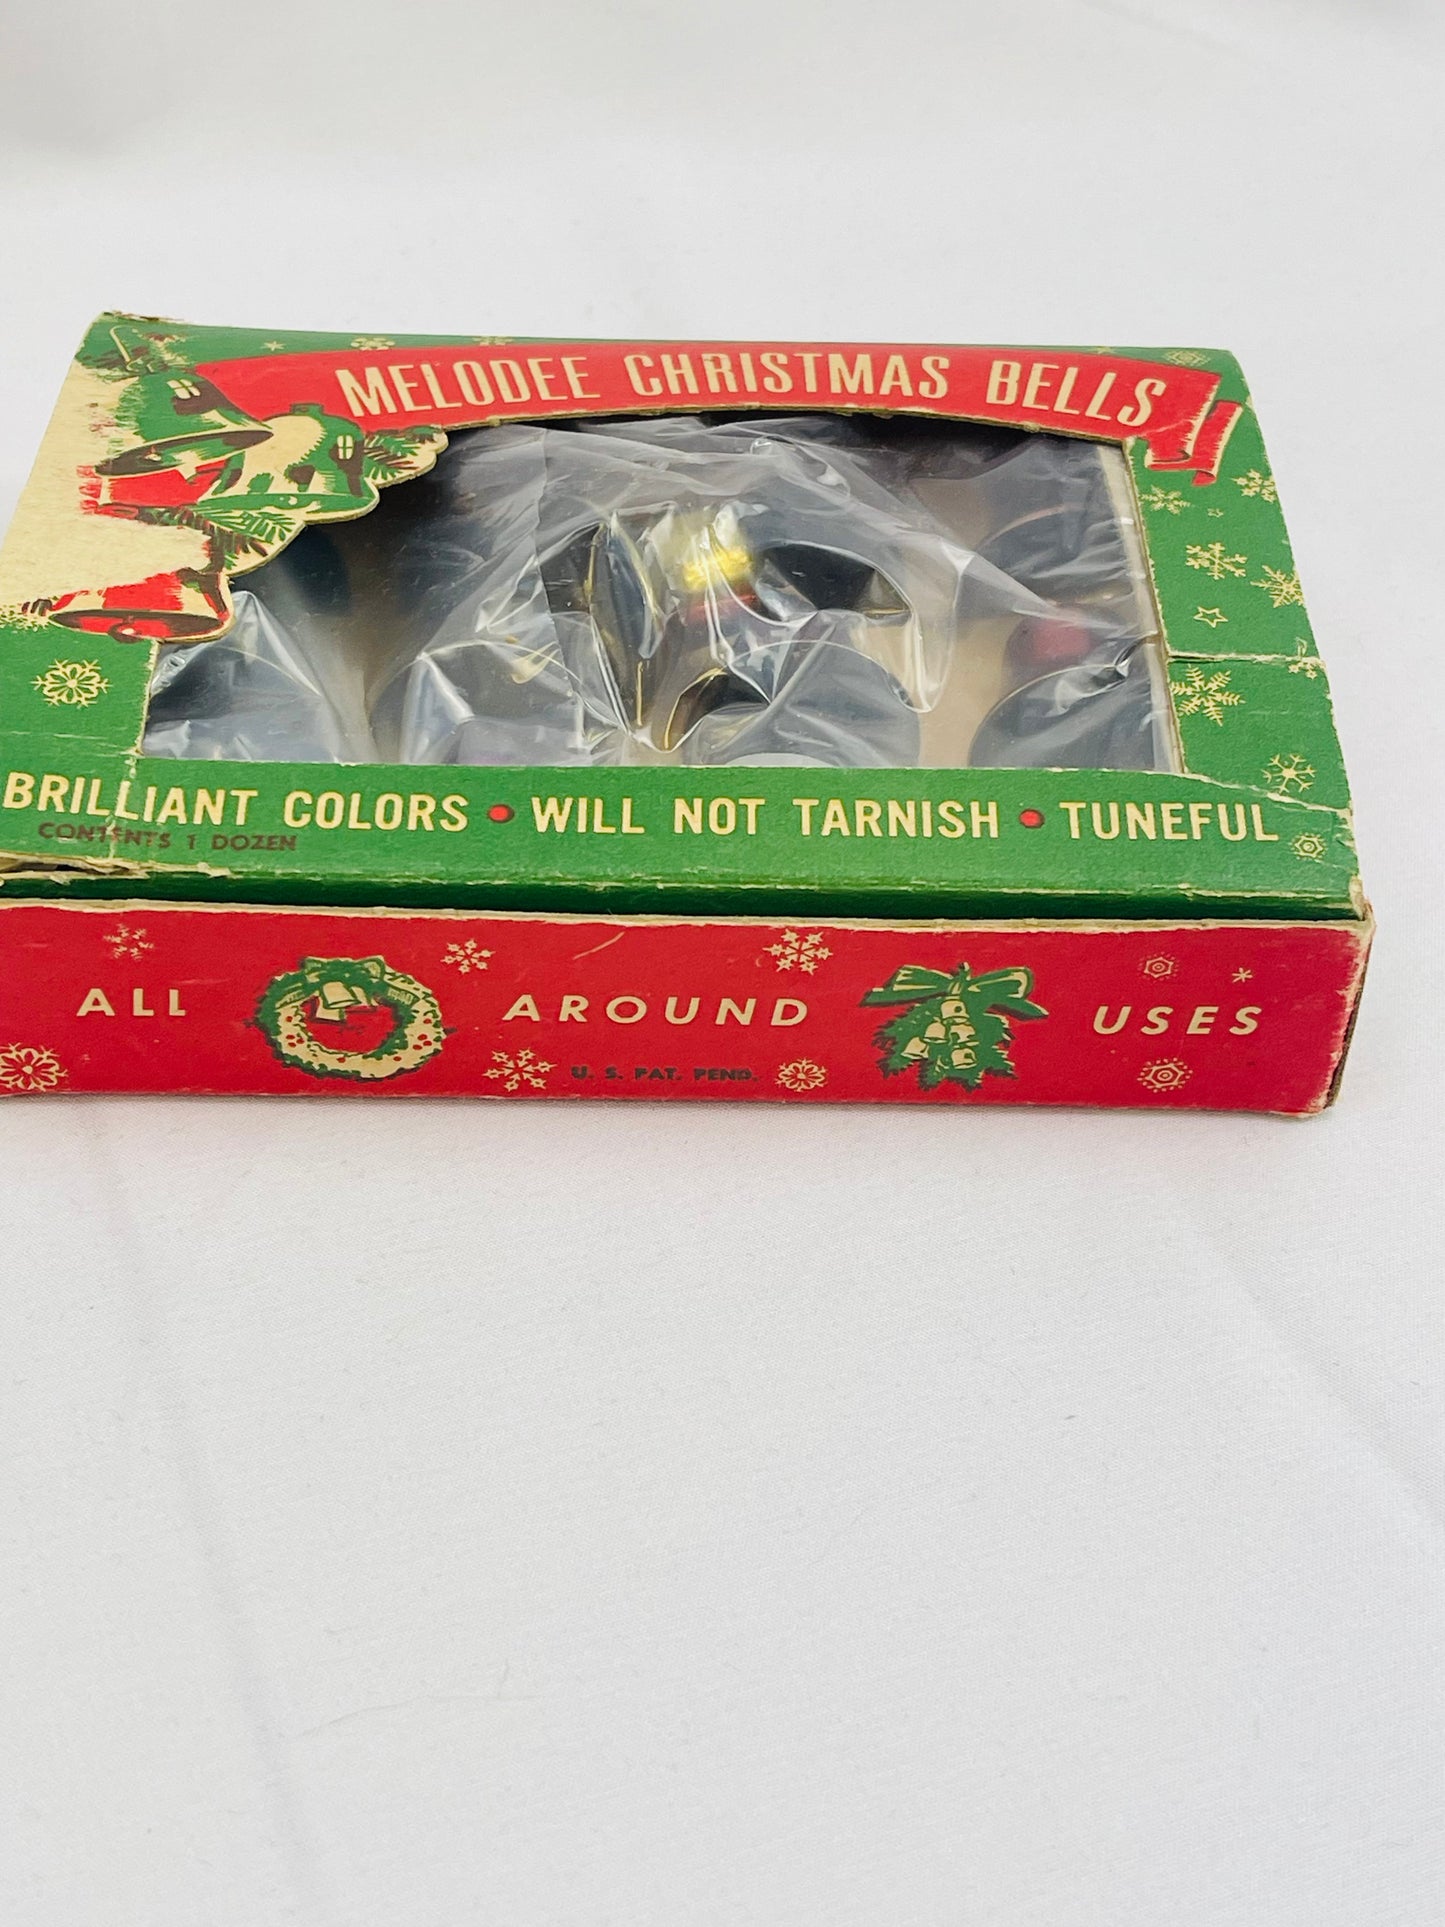 MELODEE CHRISTMAS BELLS
BRILLIANT COLORS • WILL NOT TARNISH • TUNEFUL
CONTENTS 1 DOZEN
ALL AROUND USES
U. S. PAT. PEND.